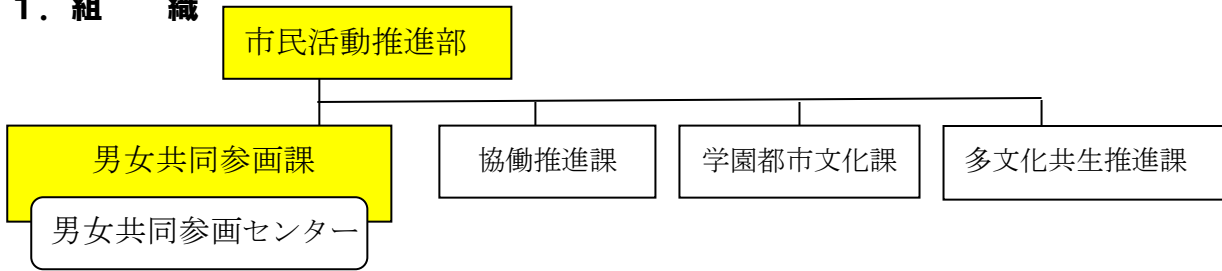 １．組　　織
市民活動推進部
男女共同参画課
協働推進課
学園都市文化課
多文化共生推進課
男女共同参画センター